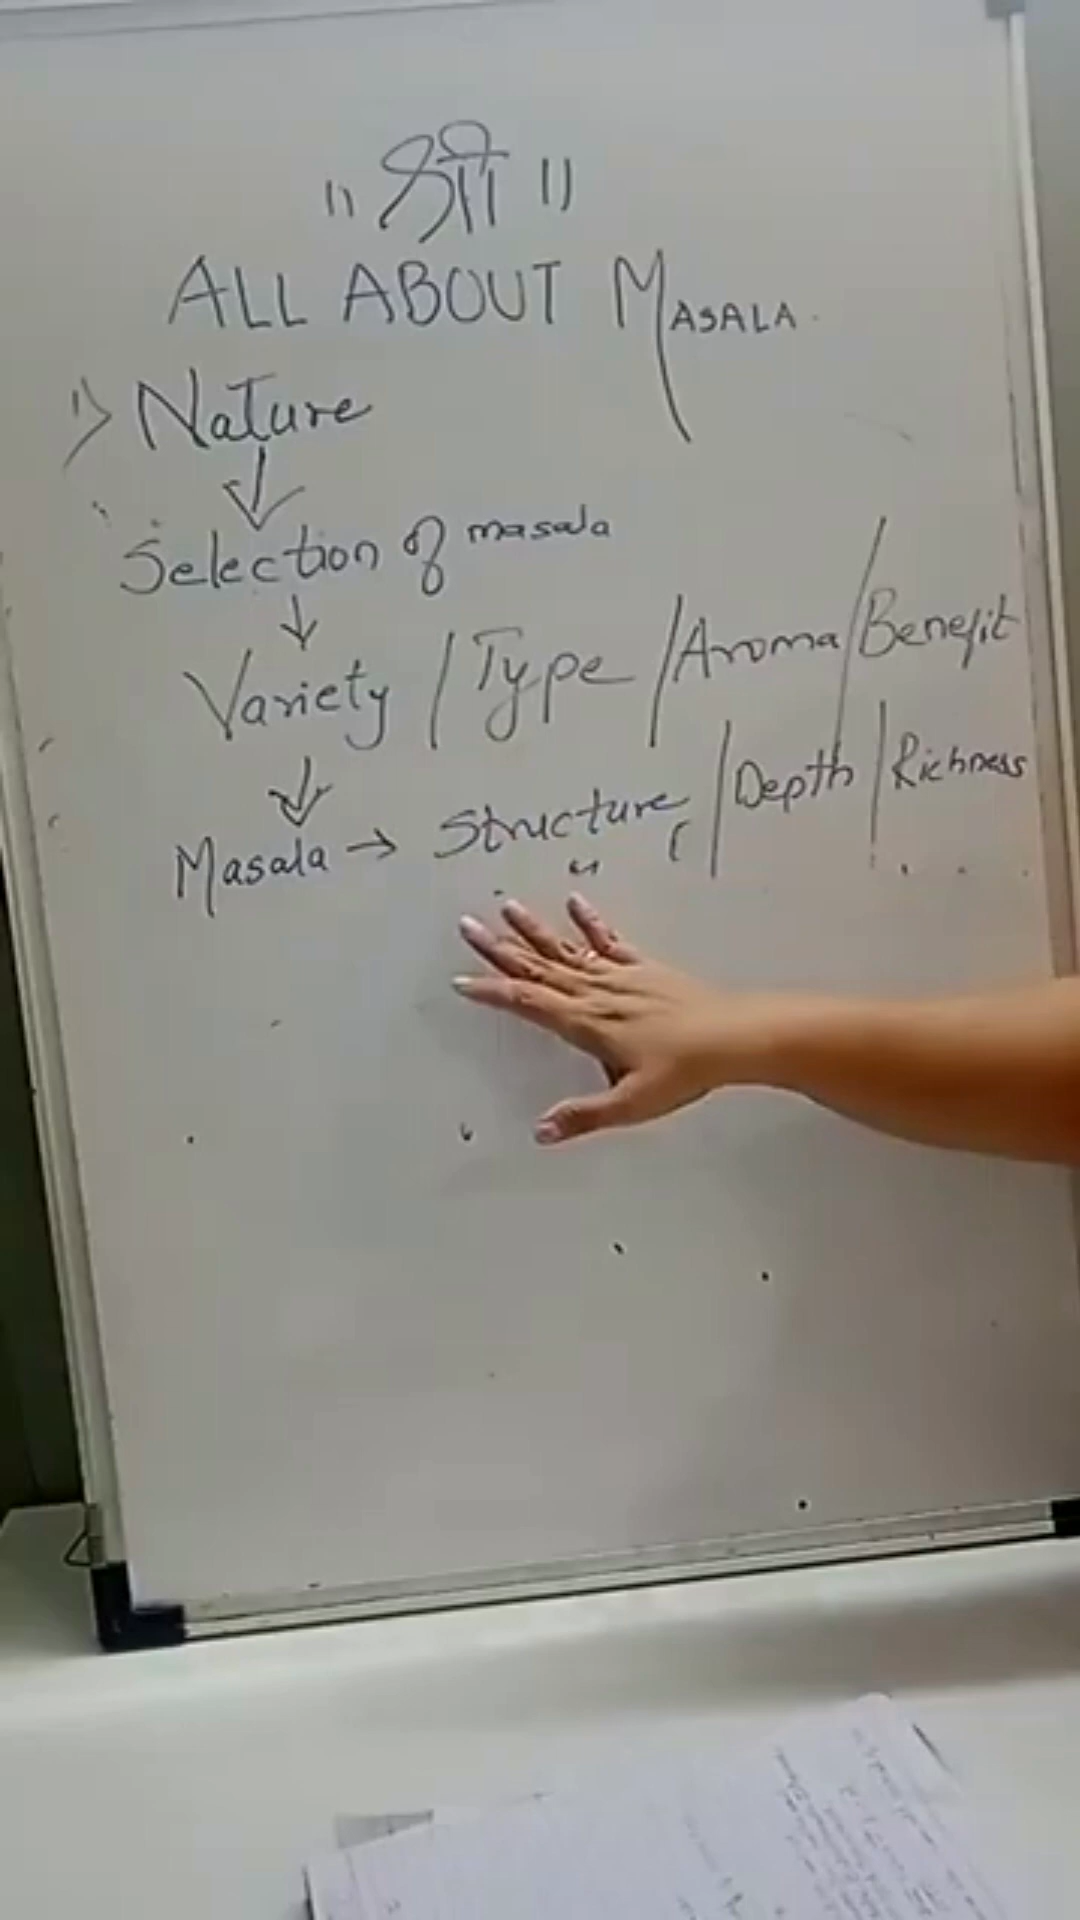 ॥ श्री ॥
ALL ABOUT MASALA.
1) Nature
↓
Selection of masala
↓
Variety / Type / Aroma / Benefit
↓
Masala → Structure / Depth / Richness